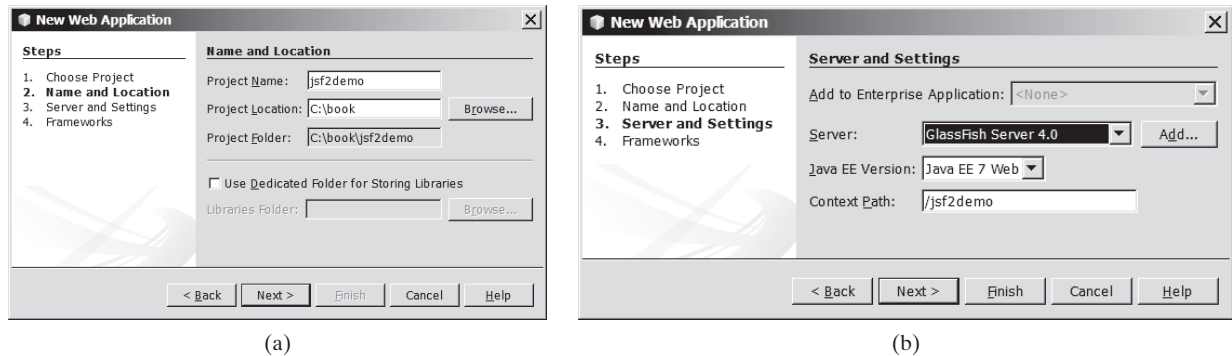 New Web Application
Steps
1. Choose Project
2. Name and Location
3. Server and Settings
4. Frameworks
Name and Location
Project Name: jsf2demo
Project Location: C:\book Browse...
Project Folder: C:\book\jsf2demo
Use Dedicated Folder for Storing Libraries
Libraries Folder: Browse...
< Back Next > Finish Cancel Help
(a)
New Web Application
Steps
1. Choose Project
2. Name and Location
3. Server and Settings
4. Frameworks
Server and Settings
Add to Enterprise Application: <None>
Server: GlassFish Server 4.0 Add...
Java EE Version: Java EE 7 Web
Context Path: /jsf2demo
< Back Next > Finish Cancel Help
(b)